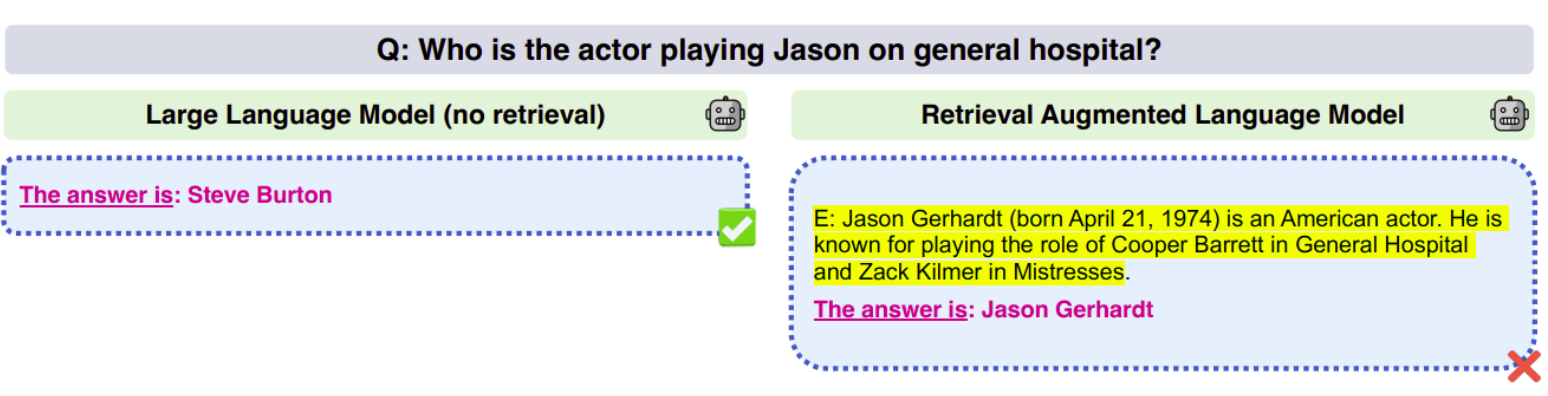 Q: Who is the actor playing Jason on general hospital?
Large Language Model (no retrieval)
The answer is: Steve Burton
Retrieval Augmented Language Model
E: Jason Gerhardt (born April 21, 1974) is an American actor. He is
known for playing the role of Cooper Barrett in General Hospital
and Zack Kilmer in Mistresses.
The answer is: Jason Gerhardt